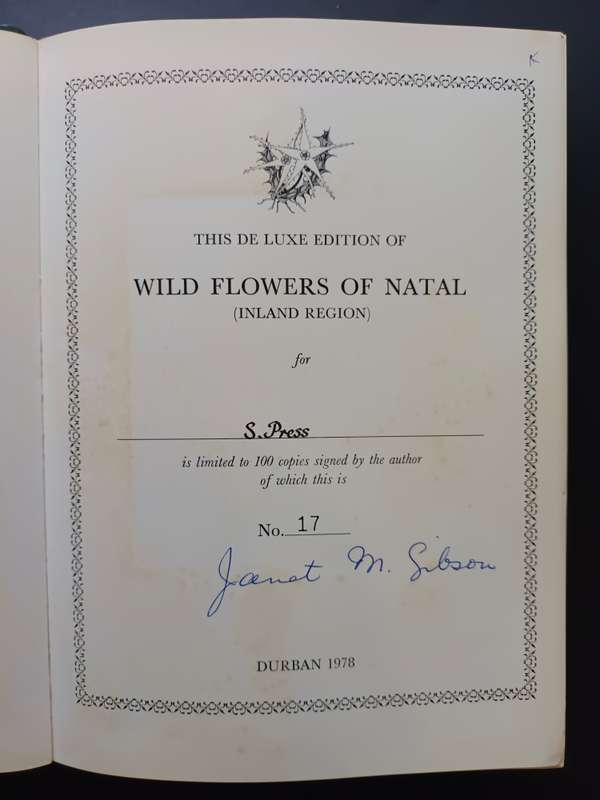 K
THIS DE LUXE EDITION OF
WILD FLOWERS OF NATAL
(INLAND REGION)
for
S. Press
is limited to 100 copies signed by the author
of which this is
No. 17
Janet M. Gibson
DURBAN 1978